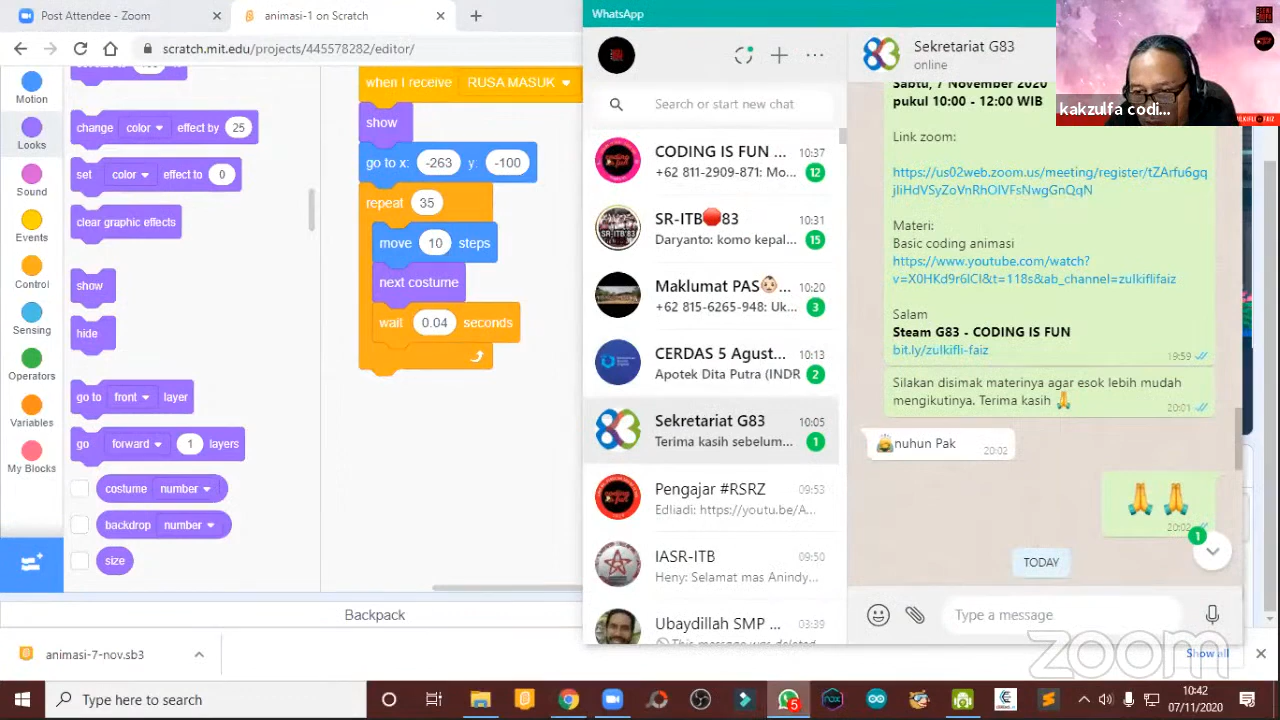 Post Attendee - Zoom
animasi-1 on Scratch
scratch.mit.edu/projects/445578282/editor/
Motion
Looks
Sound
Events
Control
Sensing
Operators
Variables
My Blocks
change color effect by 25
set color effect to 0
clear graphic effects
show
hide
go to front layer
go forward 1 layers
costume number
backdrop number
size
when I receive RUSA MASUK
show
go to x: -263 y: -100
repeat 35
move 10 steps
next costume
wait 0.04 seconds
Backpack
animasi-7-nov.sb3
Show all
WhatsApp
Search or start new chat
CODING IS FUN ... 10:37
+62 811-2909-871: Mo... 12
SR-ITB🔴83 10:31
Daryanto: komo kepal... 15
Maklumat PAS👶... 10:20
+62 815-6265-948: Uk... 3
CERDAS 5 Agust... 10:13
Apotek Dita Putra (INDR 2
Sekretariat G83 10:05
Terima kasih sebelum... 1
Pengajar #RSRZ 09:53
Edliadi: https://youtu.be/A...
IASR-ITB 09:50
Heny: Selamat mas Anindy...
Ubaydillah SMP ... 03:39
This message was deleted
Sekretariat G83
online
Sabtu, 7 November 2020
pukul 10:00 - 12:00 WIB
Link zoom:
https://us02web.zoom.us/meeting/register/tZArfu6gq
jliHdVSyZoVnRhOlVFsNwgGnQqN
Materi:
Basic coding animasi
https://www.youtube.com/watch?
v=X0HKd9r6lCI&t=118s&ab_channel=zulkiflifaiz
Salam
Steam G83 - CODING IS FUN
bit.ly/zulkifli-faiz
19:59
Silakan disimak materinya agar esok lebih mudah
mengikutinya. Terima kasih 🙏
20:01
nuhun Pak
20:02
🙏🙏
20:02
1
TODAY
Type a message
kakzulfa codi...
zoom
Type here to search
5
10:42
07/11/2020